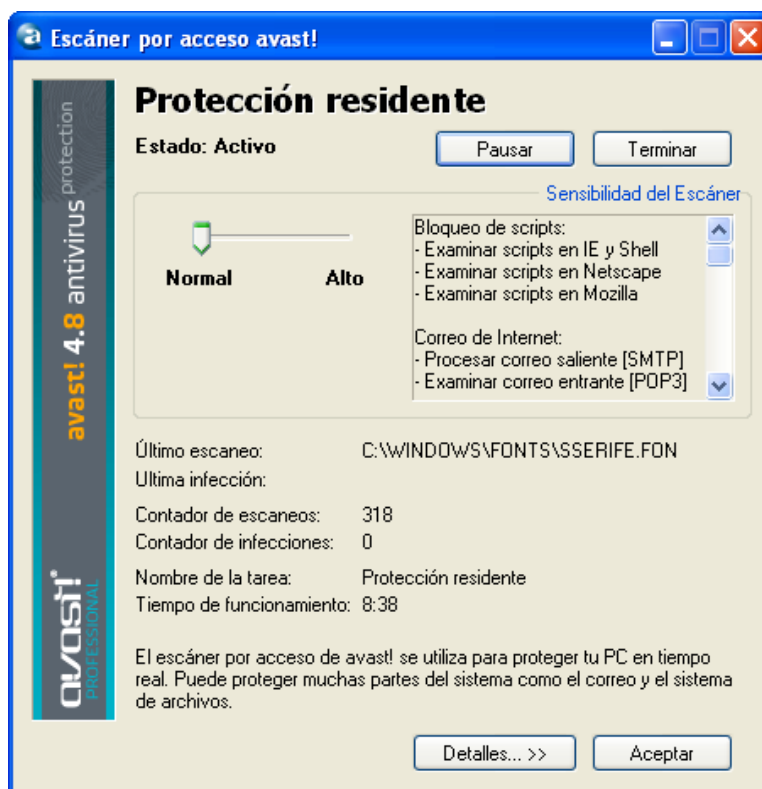 Escáner por acceso avast!
avast! 4.8 antivirus protection
avast!
PROFESSIONAL
Protección residente
Estado: Activo
Pausar
Terminar
Sensibilidad del Escáner
Normal
Alto
Bloqueo de scripts:
- Examinar scripts en IE y Shell
- Examinar scripts en Netscape
- Examinar scripts en Mozilla
Correo de Internet:
- Procesar correo saliente [SMTP]
- Examinar correo entrante [POP3]
Último escaneo: C:\WINDOWS\FONTS\SSERIFE.FON
Ultima infección:
Contador de escaneos: 318
Contador de infecciones: 0
Nombre de la tarea: Protección residente
Tiempo de funcionamiento: 8:38
El escáner por acceso de avast! se utiliza para proteger tu PC en tiempo
real. Puede proteger muchas partes del sistema como el correo y el sistema
de archivos.
Detalles... >>
Aceptar